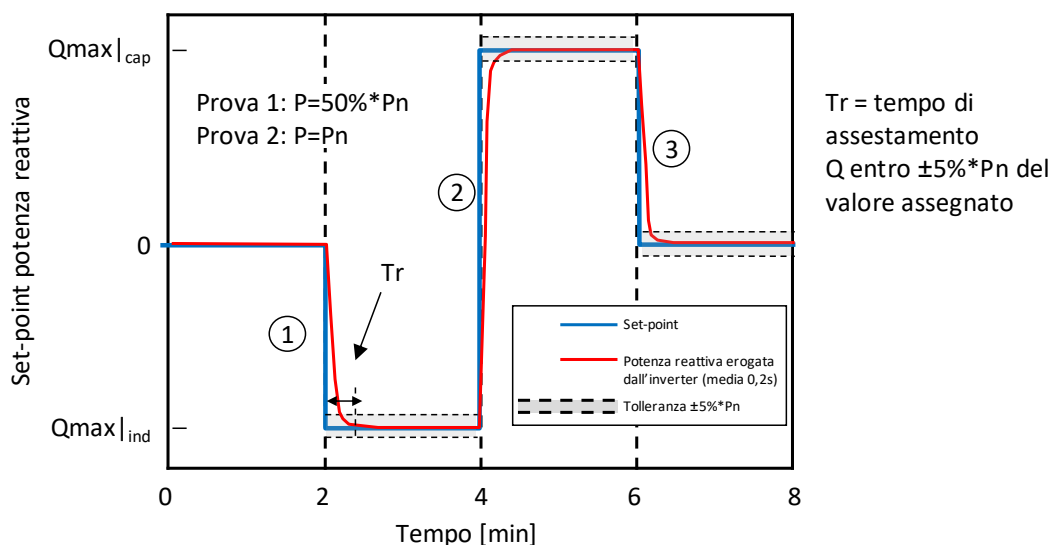 Qmax|cap
Prova 1: P=50%*Pn
Prova 2: P=Pn
Set-point potenza reattiva
0
Qmax|ind
1
2
3
Tr
Tr = tempo di
assestamento
Q entro ±5%*Pn del
valore assegnato
Set-point
Potenza reattiva erogata
dall'inverter (media 0,2s)
Tolleranza ±5%*Pn
0
2
4
6
8
Tempo [min]